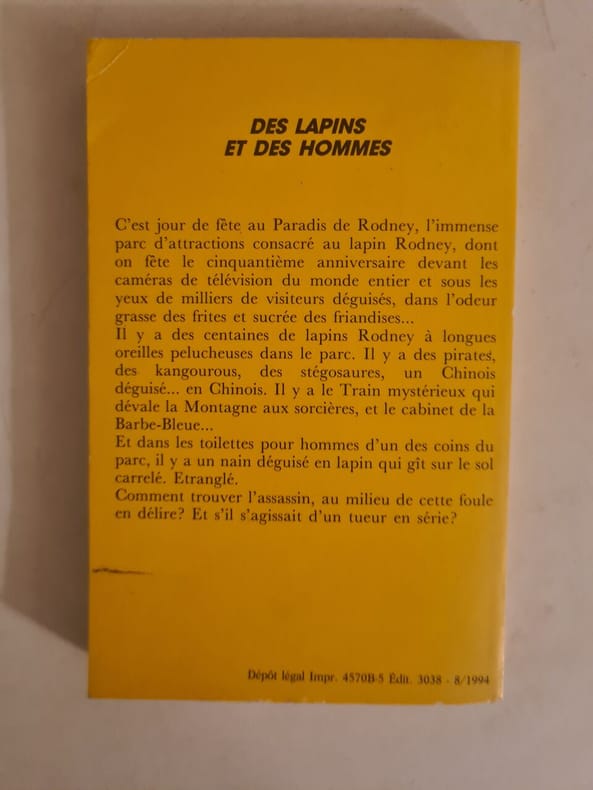 DES LAPINS
ET DES HOMMES
C'est jour de fête au Paradis de Rodney, l'immense
parc d'attractions consacré au lapin Rodney, dont
on fête le cinquantième anniversaire devant les
caméras de télévision du monde entier et sous les
yeux de milliers de visiteurs déguisés, dans l'odeur
grasse des frites et sucrée des friandises...
Il y a des centaines de lapins Rodney à longues
oreilles pelucheuses dans le parc. Il y a des pirates,
des kangourous, des stégosaures, un Chinois
déguisé... en Chinois. Il y a le Train mystérieux qui
dévale la Montagne aux sorcières, et le cabinet de la
Barbe-Bleue...
Et dans les toilettes pour hommes d'un des coins du
parc, il y a un nain déguisé en lapin qui gît sur le sol
carrelé. Etranglé.
Comment trouver l'assassin, au milieu de cette foule
en délire? Et s'il s'agissait d'un tueur en série?
Dépôt légal Impr. 4570B-5 Édit. 3038 - 8/1994